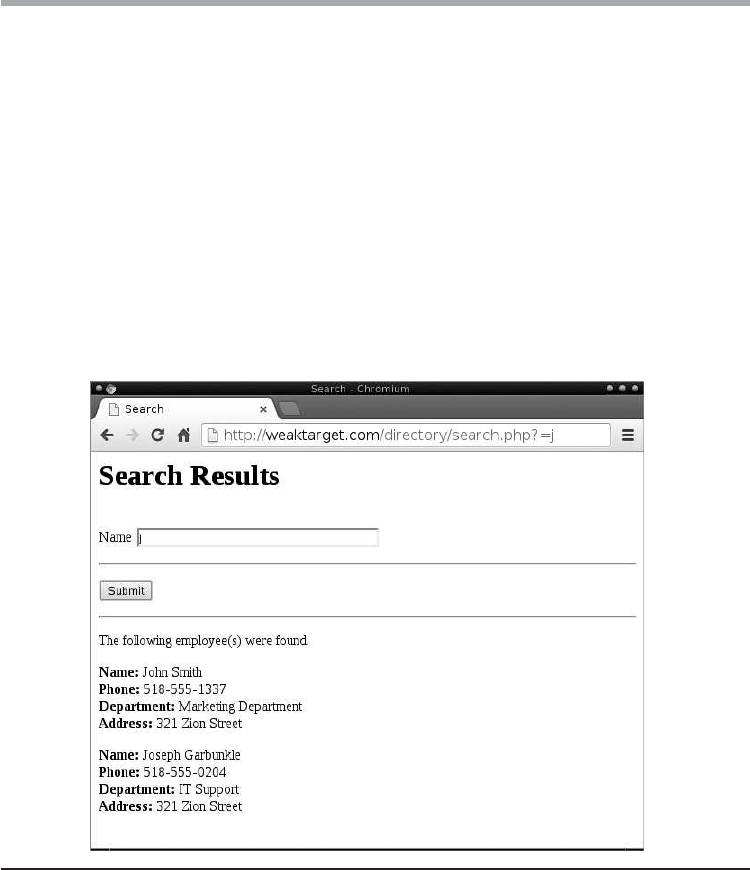 Search - Chromium
Search
http://weaktarget.com/directory/search.php?=j
Search Results
Name j
Submit
The following employee(s) were found.
Name: John Smith
Phone: 518-555-1337
Department: Marketing Department
Address: 321 Zion Street
Name: Joseph Garbunkle
Phone: 518-555-0204
Department: IT Support
Address: 321 Zion Street